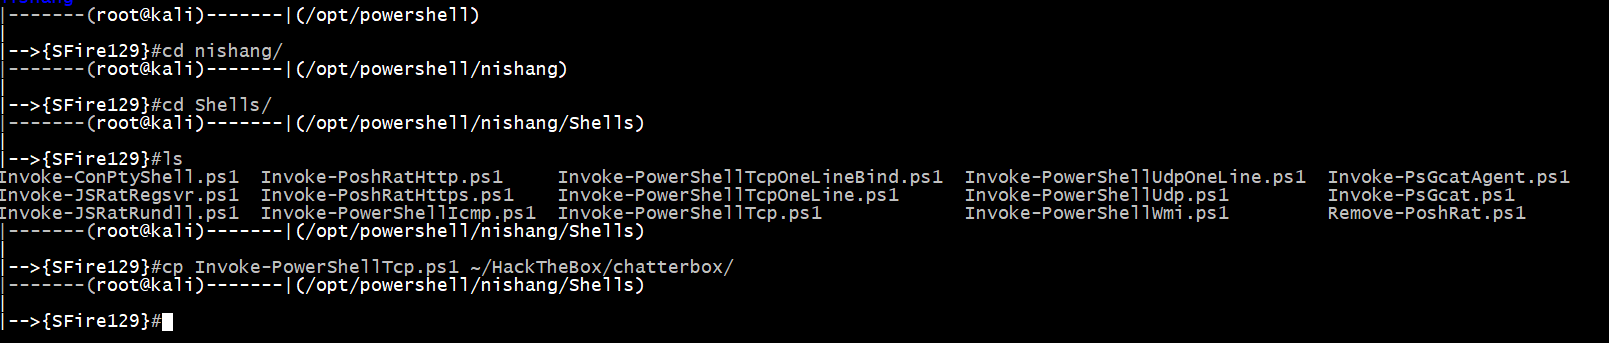 nishang
|-------(root@kali)-------|(/opt/powershell)
|
|-->{SFire129}#cd nishang/
|-------(root@kali)-------|(/opt/powershell/nishang)
|
|-->{SFire129}#cd Shells/
|-------(root@kali)-------|(/opt/powershell/nishang/Shells)
|
|-->{SFire129}#ls
Invoke-ConPtyShell.ps1  Invoke-PoshRatHttp.ps1     Invoke-PowerShellTcpOneLineBind.ps1  Invoke-PowerShellUdpOneLine.ps1  Invoke-PsGcatAgent.ps1
Invoke-JSRatRegsvr.ps1  Invoke-PoshRatHttps.ps1    Invoke-PowerShellTcpOneLine.ps1      Invoke-PowerShellUdp.ps1         Invoke-PsGcat.ps1
Invoke-JSRatRundll.ps1  Invoke-PowerShellIcmp.ps1  Invoke-PowerShellTcp.ps1             Invoke-PowerShellWmi.ps1         Remove-PoshRat.ps1
|-------(root@kali)-------|(/opt/powershell/nishang/Shells)
|
|-->{SFire129}#cp Invoke-PowerShellTcp.ps1 ~/HackTheBox/chatterbox/
|-------(root@kali)-------|(/opt/powershell/nishang/Shells)
|
|-->{SFire129}#